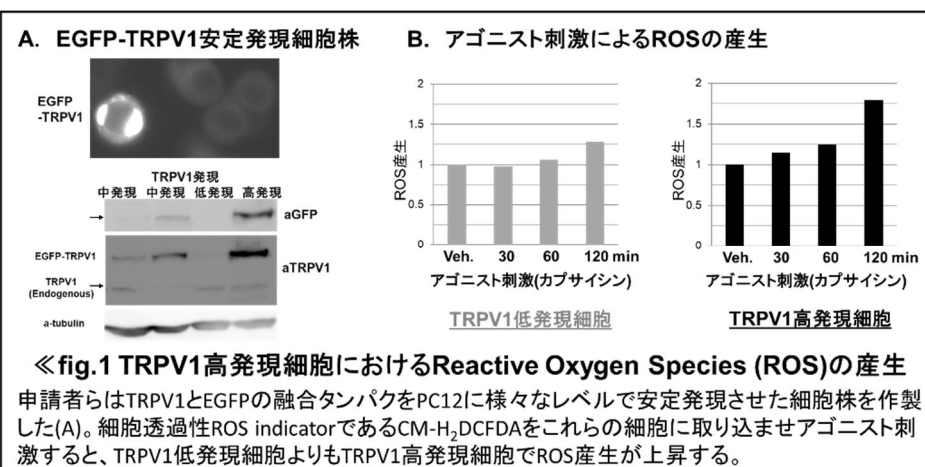 A. EGFP-TRPV1安定発現細胞株
EGFP
-TRPV1
TRPV1発現
中発現 中発現 低発現 高発現
aGFP
EGFP-TRPV1
aTRPV1
TRPV1
(Endogenous)
a-tubulin
B. アゴニスト刺激によるROSの産生
2
1.5
1
0.5
0
ROS産生
Veh. 30 60 120 min
アゴニスト刺激(カプサイシン)
TRPV1低発現細胞
2
1.5
1
0.5
0
ROS産生
Veh. 30 60 120 min
アゴニスト刺激(カプサイシン)
TRPV1高発現細胞
≪fig.1 TRPV1高発現細胞におけるReactive Oxygen Species (ROS)の産生
申請者らはTRPV1とEGFPの融合タンパクをPC12に様々なレベルで安定発現させた細胞株を作製
した(A)。細胞透過性ROS indicatorであるCM-H₂DCFDAをこれらの細胞に取り込ませアゴニスト刺
激すると、TRPV1低発現細胞よりもTRPV1高発現細胞でROS産生が上昇する。